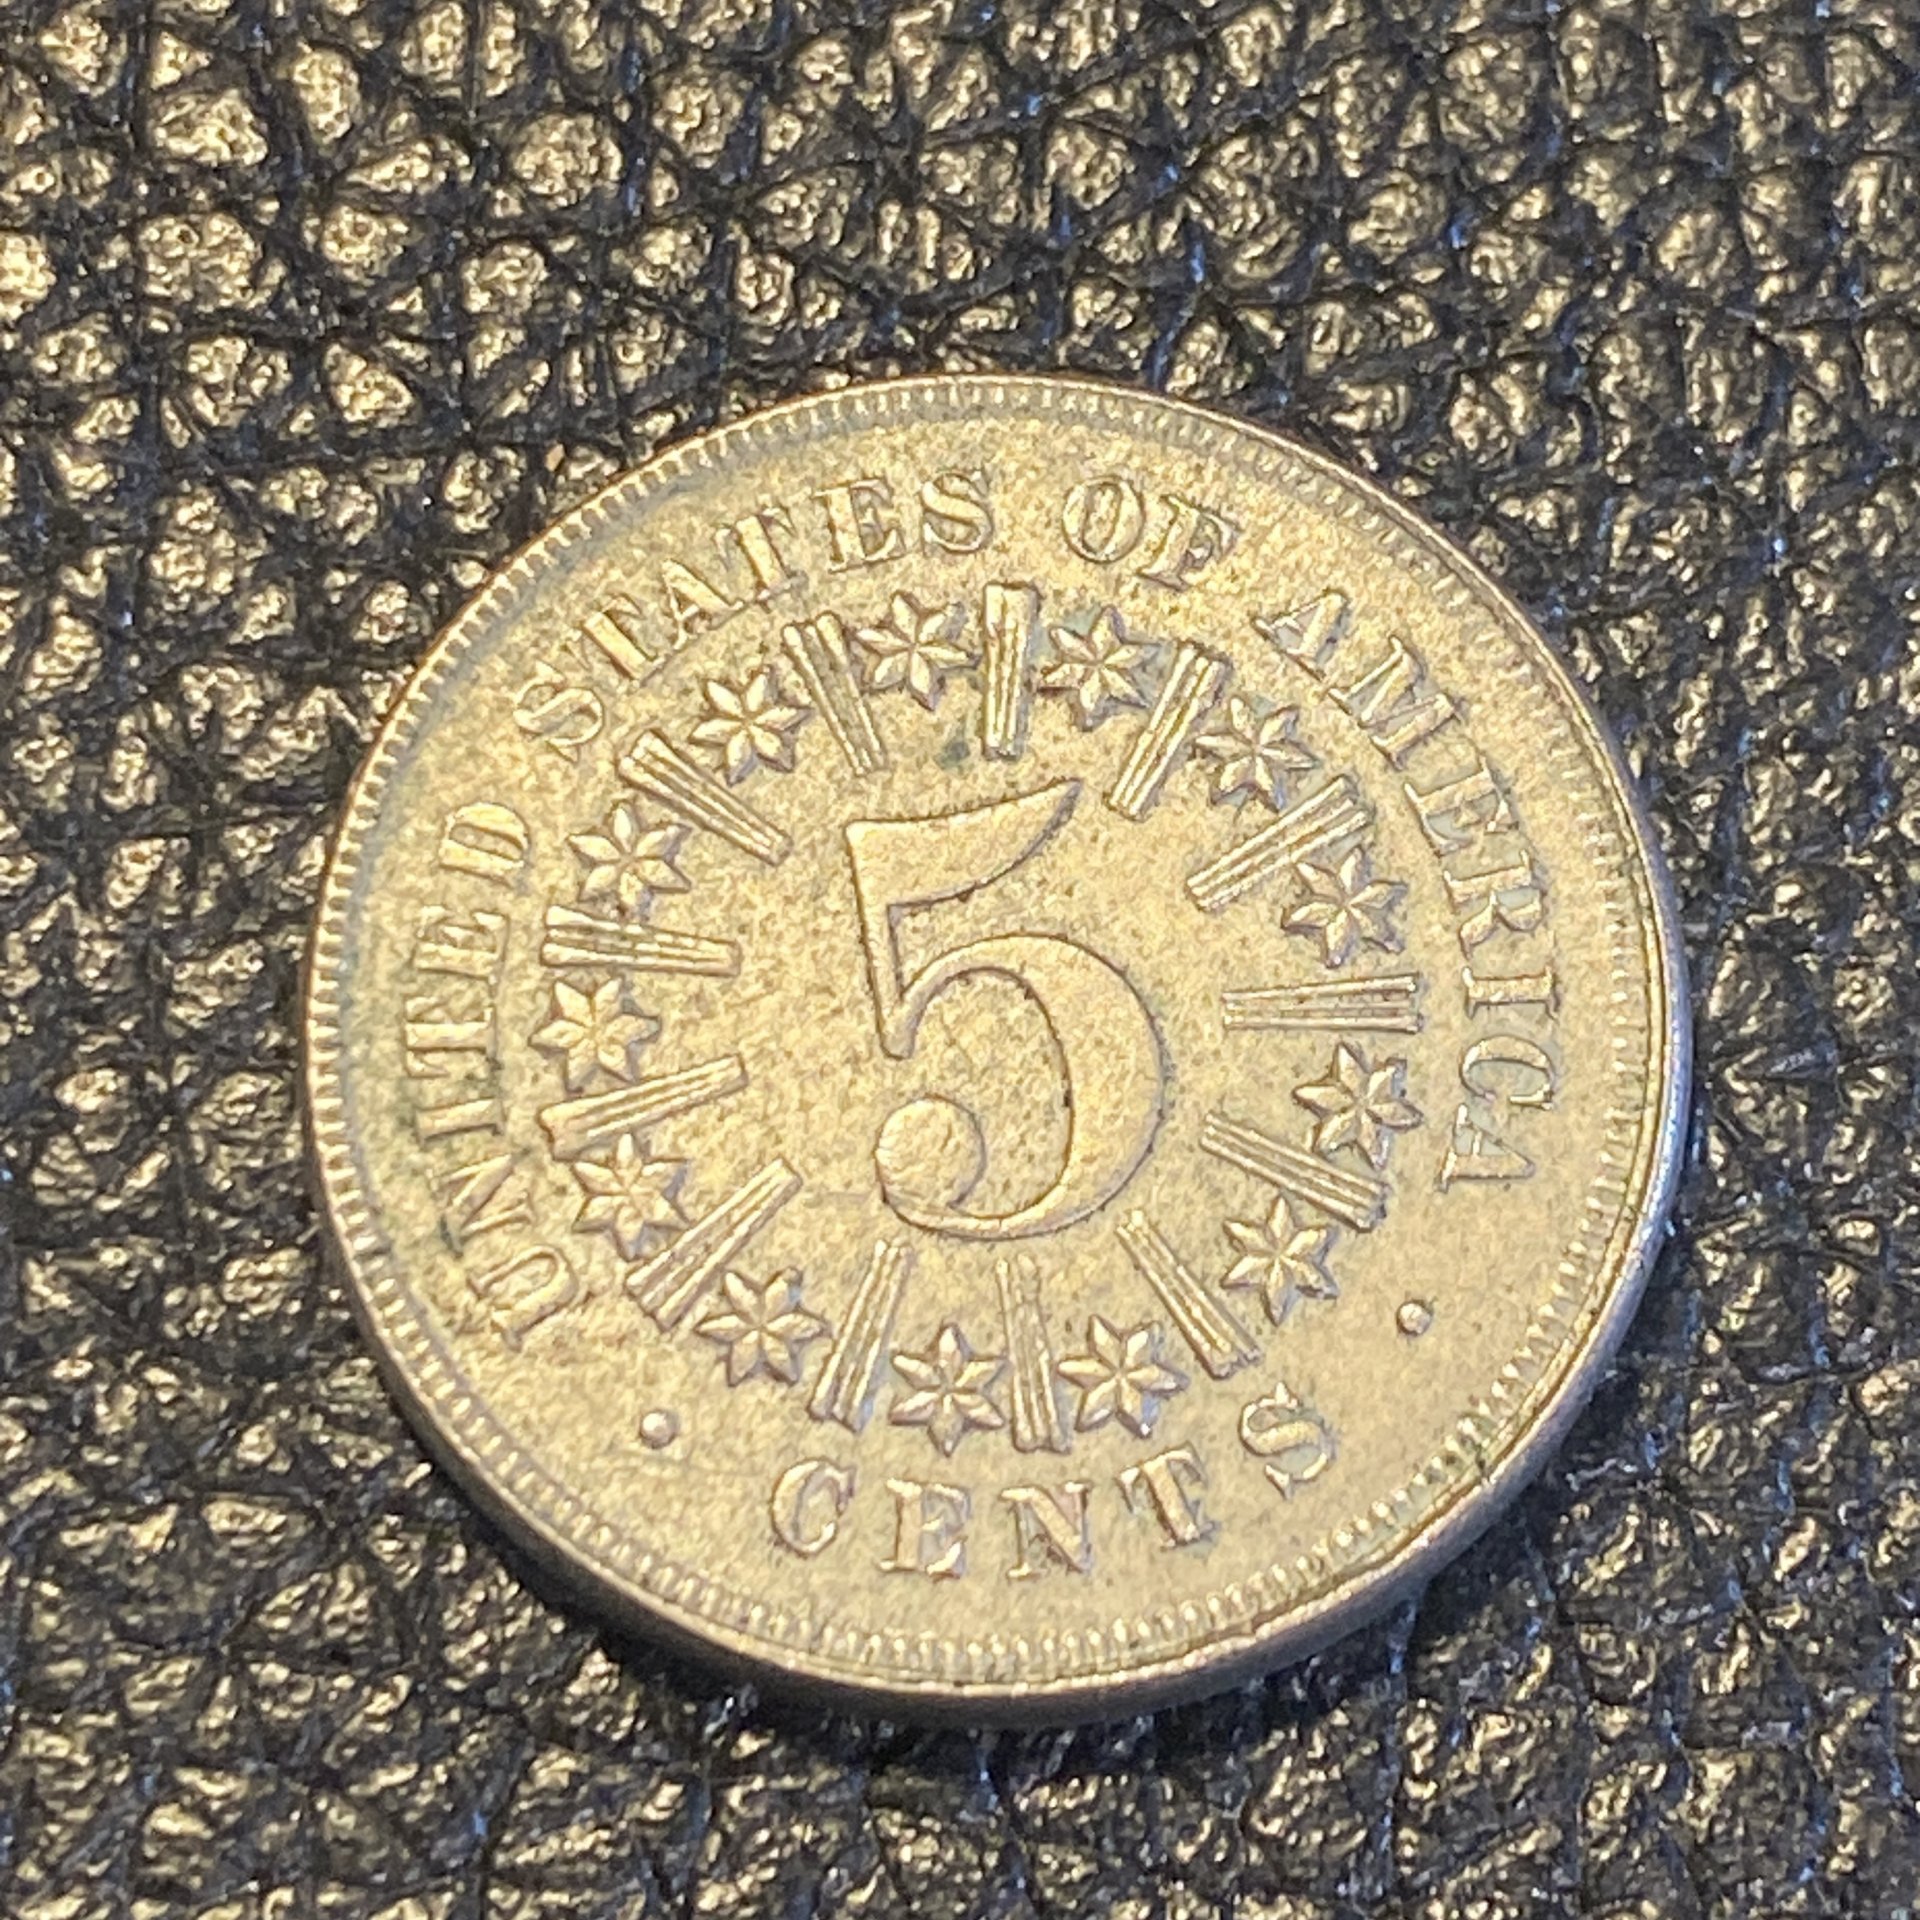 UNITED STATES OF AMERICA
5
· CENTS ·